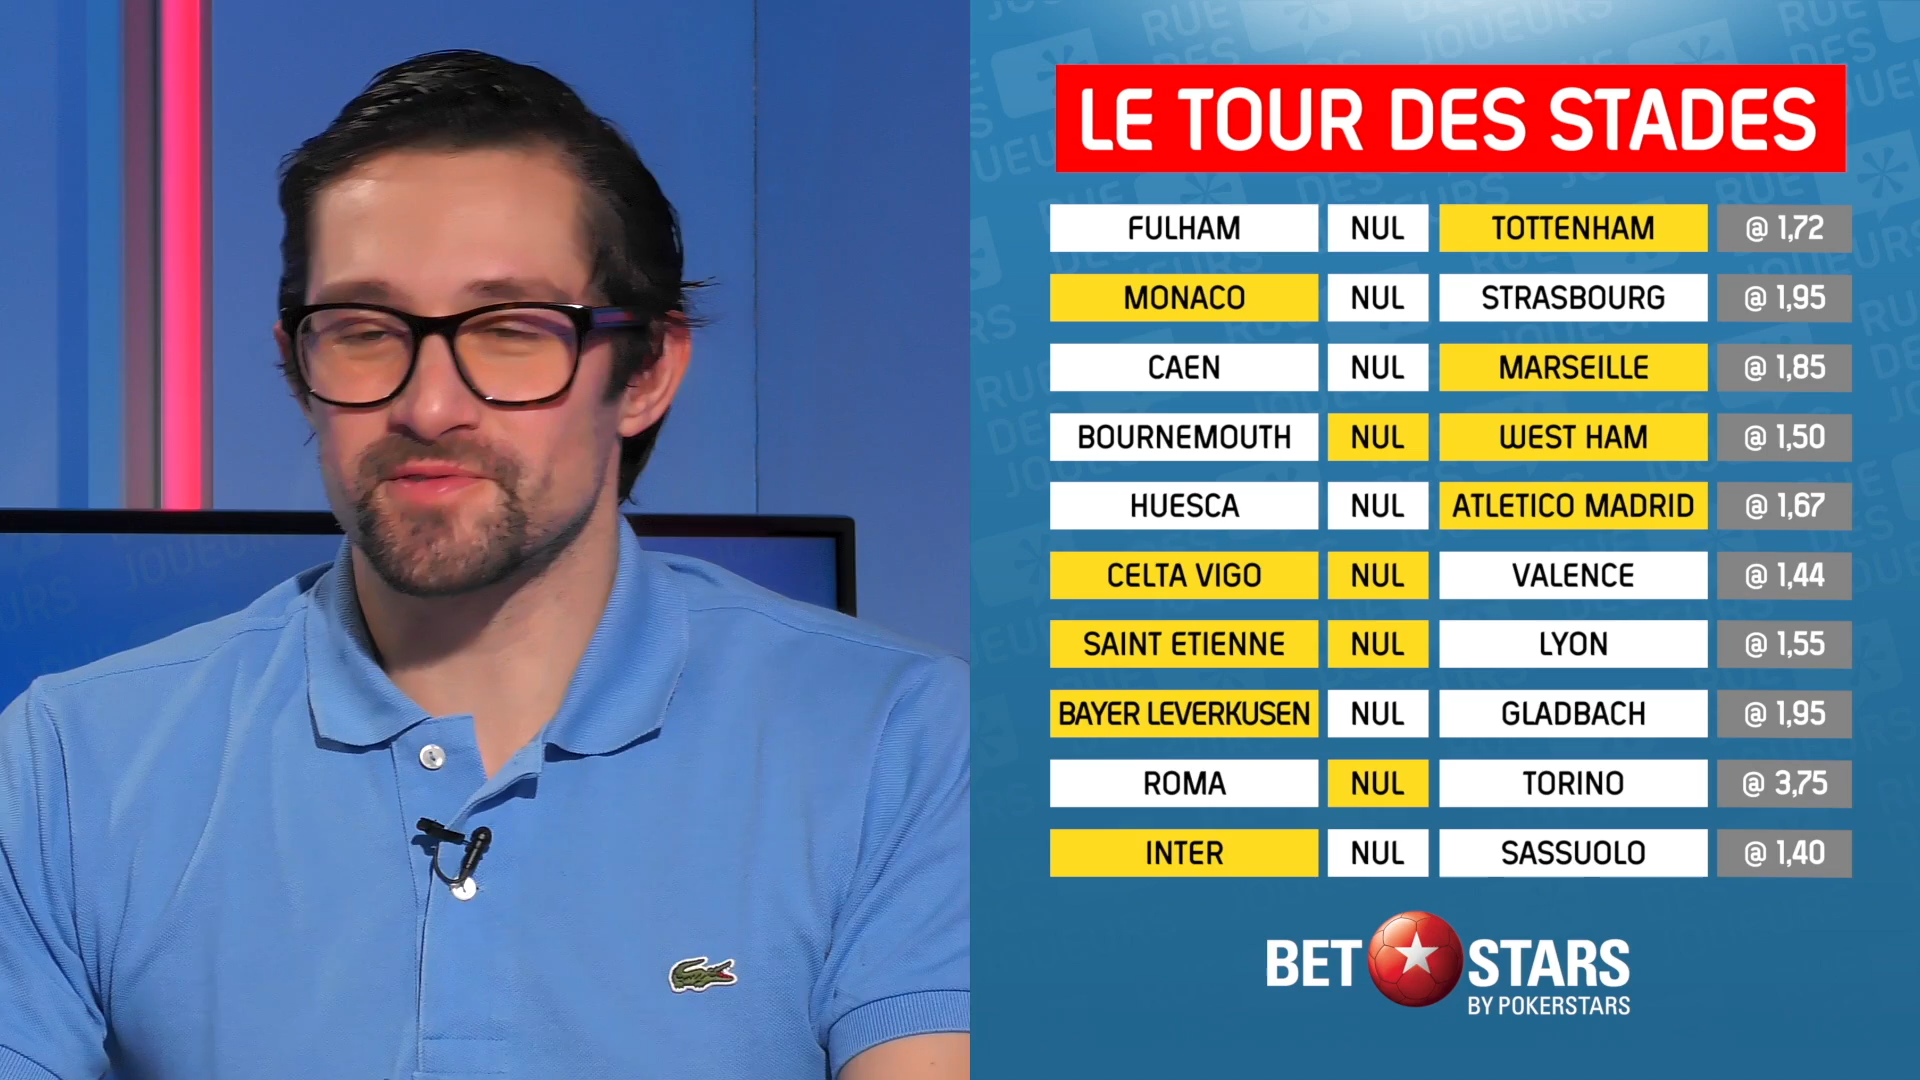 LE TOUR DES STADES
FULHAM NUL TOTTENHAM @ 1,72
MONACO NUL STRASBOURG @ 1,95
CAEN NUL MARSEILLE @ 1,85
BOURNEMOUTH NUL WEST HAM @ 1,50
HUESCA NUL ATLETICO MADRID @ 1,67
CELTA VIGO NUL VALENCE @ 1,44
SAINT ETIENNE NUL LYON @ 1,55
BAYER LEVERKUSEN NUL GLADBACH @ 1,95
ROMA NUL TORINO @ 3,75
INTER NUL SASSUOLO @ 1,40
BET STARS
BY POKERSTARS
RUE DES JOUEURS